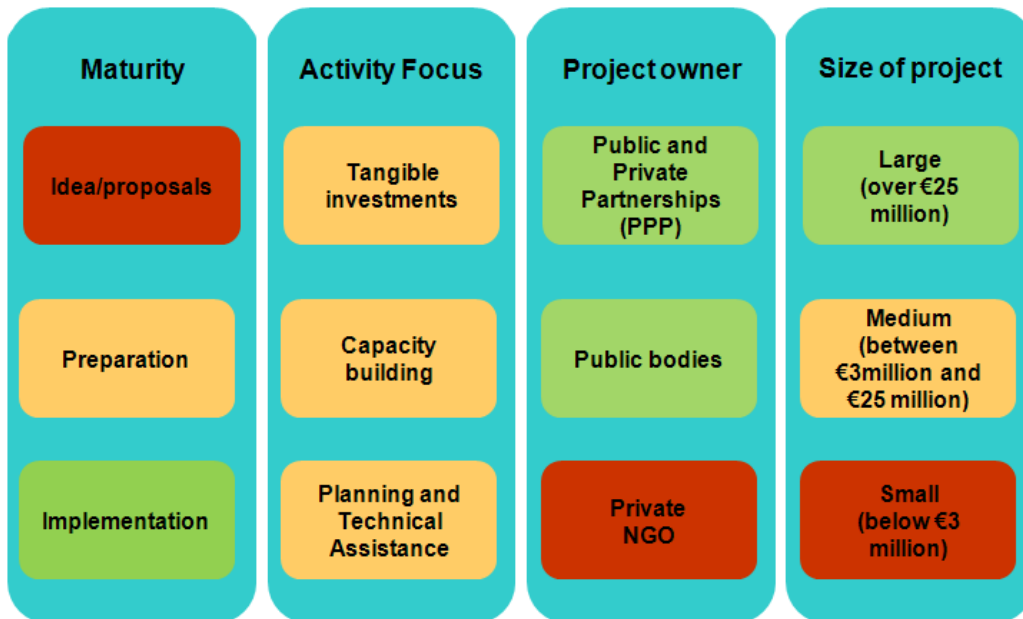 Maturity
Idea/proposals
Preparation
Implementation
Activity Focus
Tangible
investments
Capacity
building
Planning and
Technical
Assistance
Project owner
Public and
Private
Partnerships
(PPP)
Public bodies
Private
NGO
Size of project
Large
(over €25
million)
Medium
(between
€3million and
€25 million)
Small
(below €3
million)